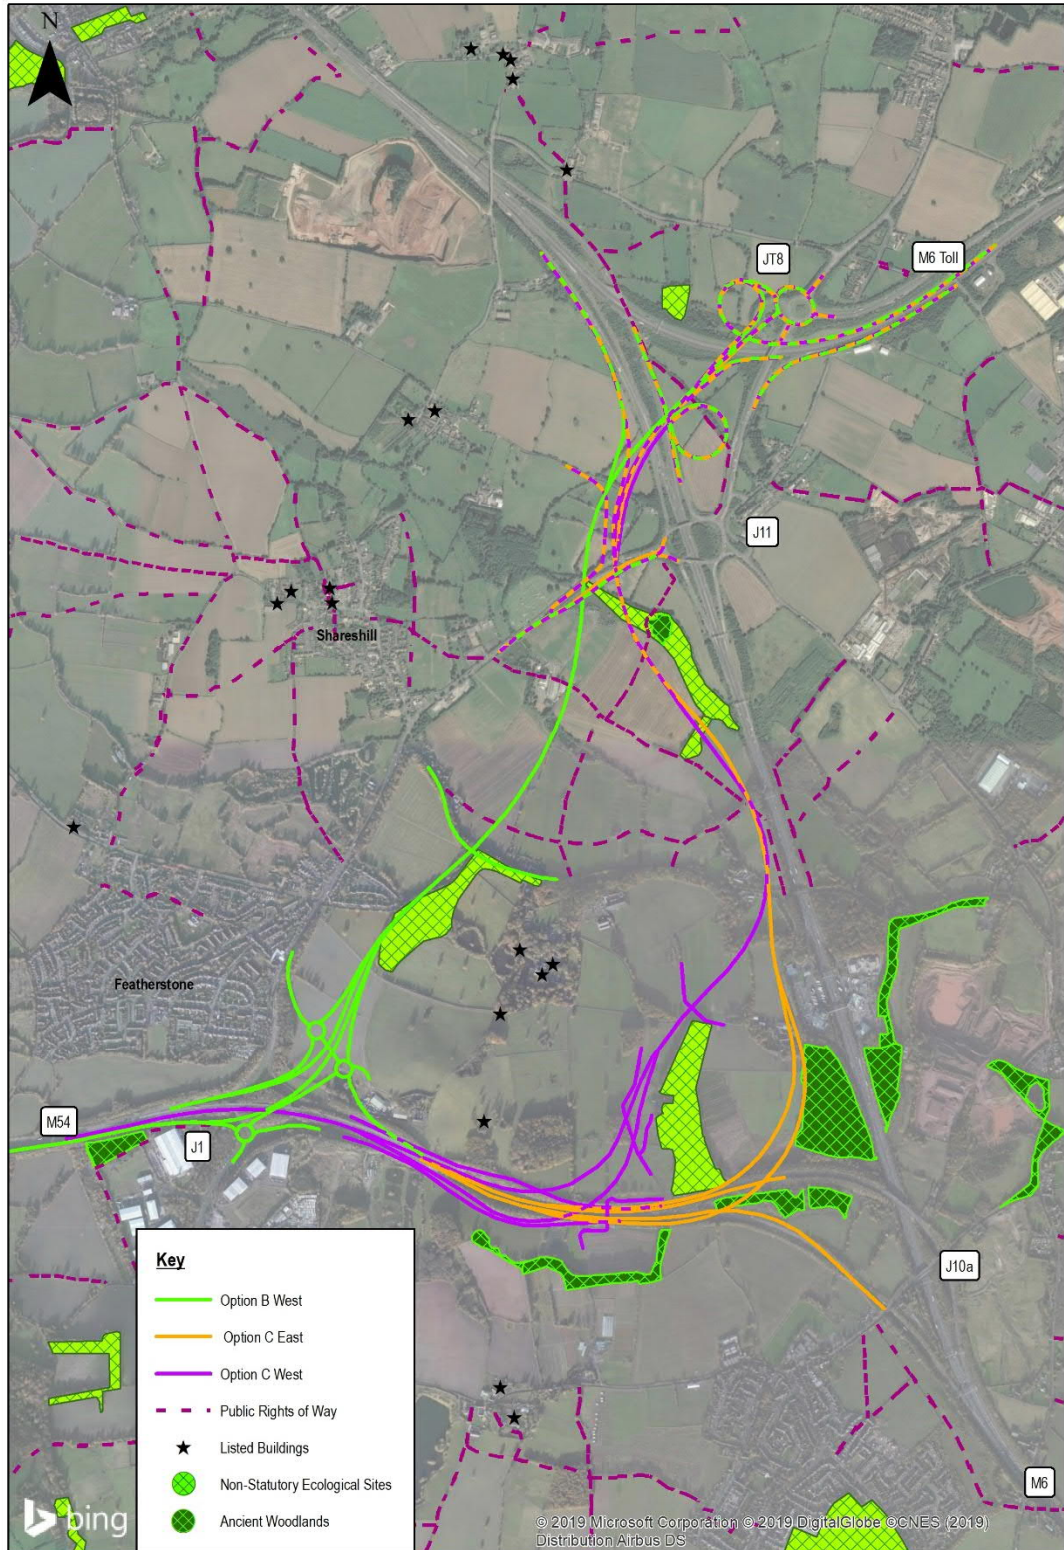 N
JT8
M6 Toll
J11
Shareshill
Featherstone
M54
J1
J10a
M6
Key
Option B West
Option C East
Option C West
Public Rights of Way
Listed Buildings
Non-Statutory Ecological Sites
Ancient Woodlands
bing
© 2019 Microsoft Corporation © 2019 DigitalGlobe ©CNES (2019)
Distribution Airbus DS